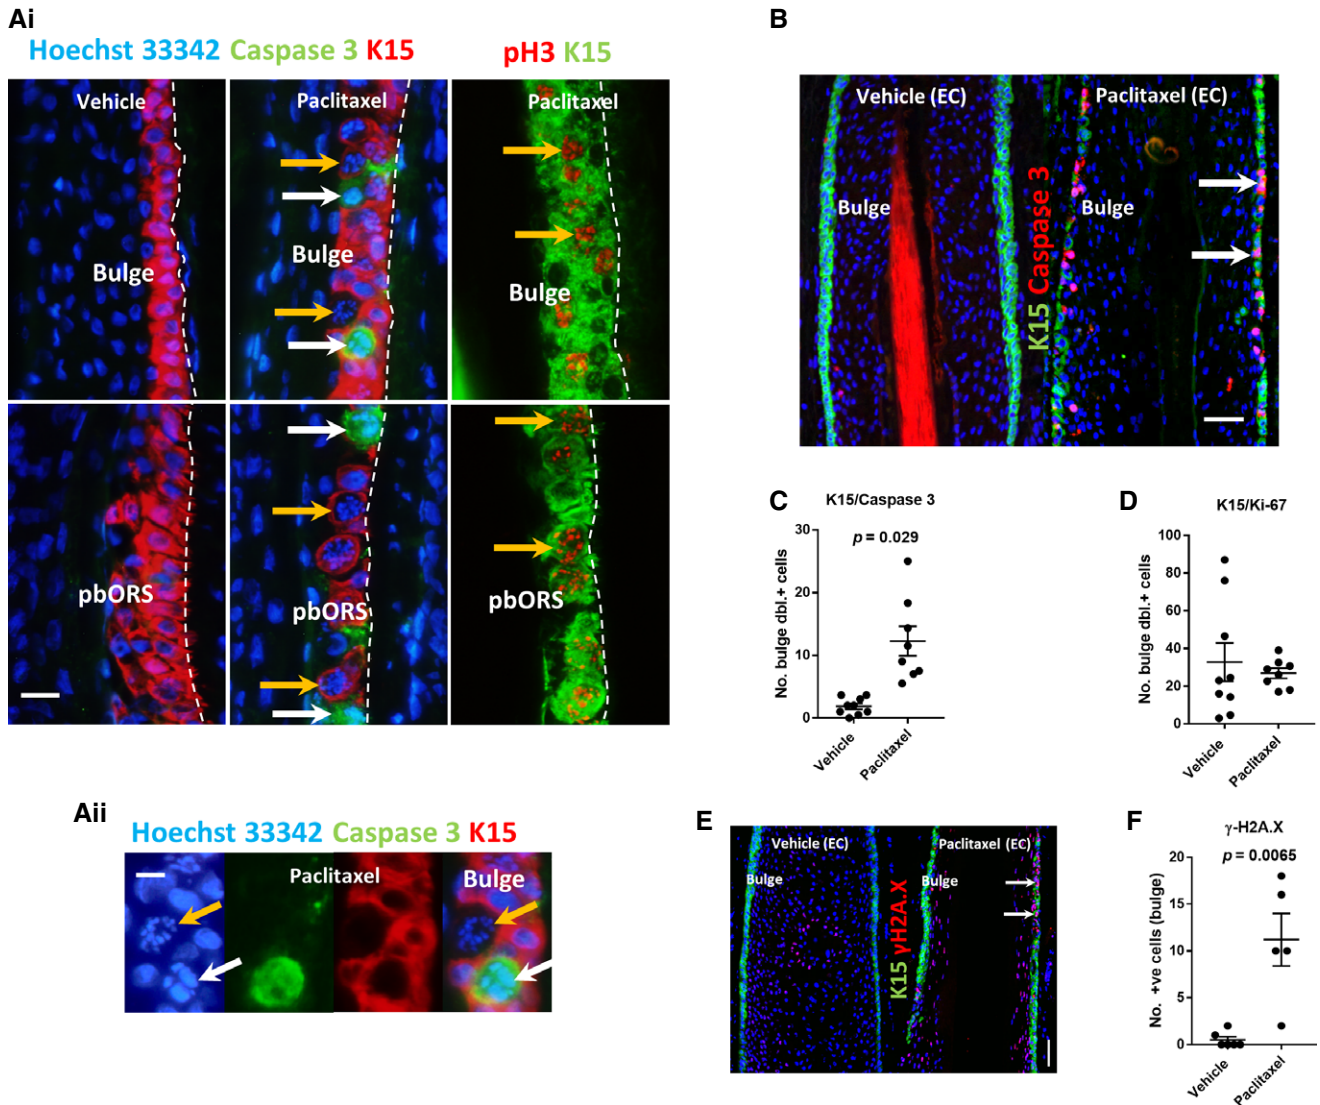 Ai
Hoechst 33342 Caspase 3 K15
pH3 K15
Vehicle
Paclitaxel
Paclitaxel
Bulge
Bulge
Bulge
pbORS
pbORS
pbORS
Aii
Hoechst 33342 Caspase 3 K15
Paclitaxel
Bulge
B
Vehicle (EC)
Paclitaxel (EC)
Bulge
Bulge
K15 Caspase 3
C
K15/Caspase 3
p = 0.029
No. bulge dbl.+ cells
30
20
10
0
Vehicle
Paclitaxel
D
K15/Ki-67
No. bulge dbl.+ cells
100
80
60
40
20
0
Vehicle
Paclitaxel
E
Vehicle (EC)
Paclitaxel (EC)
Bulge
Bulge
K15 γH2A.X
F
γ-H2A.X
p = 0.0065
No. +ve cells (bulge)
20
15
10
5
0
Vehicle
Paclitaxel